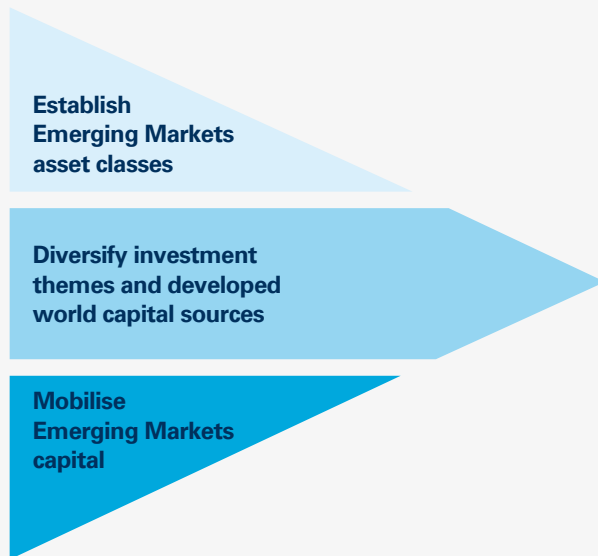 Establish
Emerging Markets
asset classes
Diversify investment
themes and developed
world capital sources
Mobilise
Emerging Markets
capital